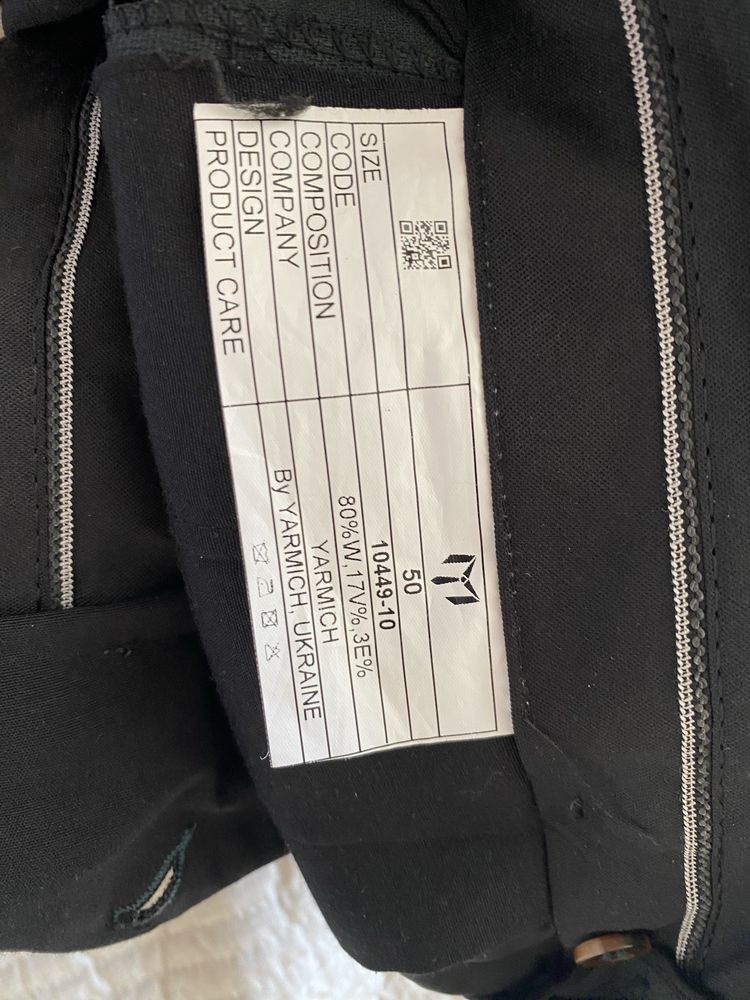 SIZE 50
CODE 10449-10
COMPOSITION 80%W,17V%,3E%
COMPANY YARMICH
DESIGN By YARMICH, UKRAINE
PRODUCT CARE